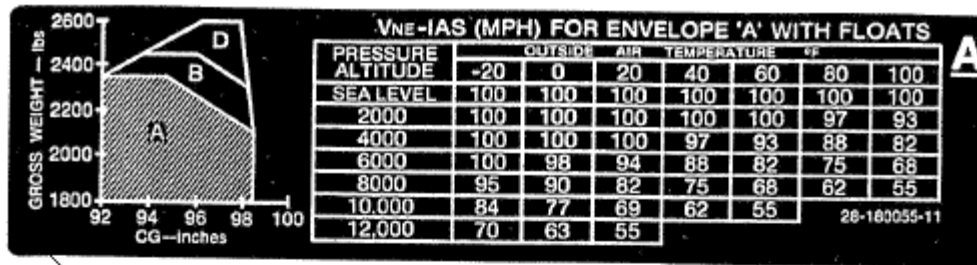 VNE-IAS (MPH) FOR ENVELOPE 'A' WITH FLOATS
A
PRESSURE ALTITUDE OUTSIDE AIR TEMPERATURE °F
-20 0 20 40 60 80 100
SEA LEVEL 100 100 100 100 100 100 100
2000 100 100 100 100 100 97 93
4000 100 100 100 97 93 88 82
6000 100 98 94 88 82 75 68
8000 95 90 82 75 68 62 55
10.000 84 77 69 62 55
12,000 70 63 55
28-180055-11
GROSS WEIGHT — lbs
2600
2400
2200
2000
1800
D
B
(A)
92 94 96 98 100
CG—inches